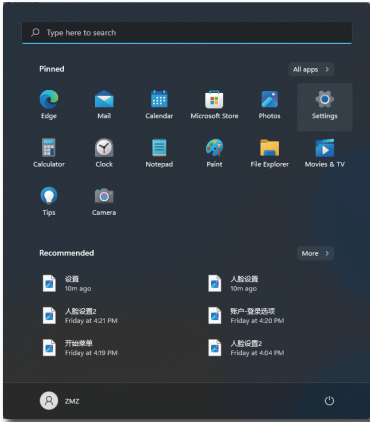 Type here to search
Pinned
All apps >
Edge
Mail
Calendar
Microsoft Store
Photos
Settings
Calculator
Clock
Notepad
Paint
File Explorer
Movies & TV
Tips
Camera
Recommended
More >
设置
10m ago
人脸设置
10m ago
人脸设置2
Friday at 4:21 PM
账户-登录选项
Friday at 4:20 PM
开始菜单
Friday at 4:19 PM
人脸设置2
Friday at 4:04 PM
ZMZ